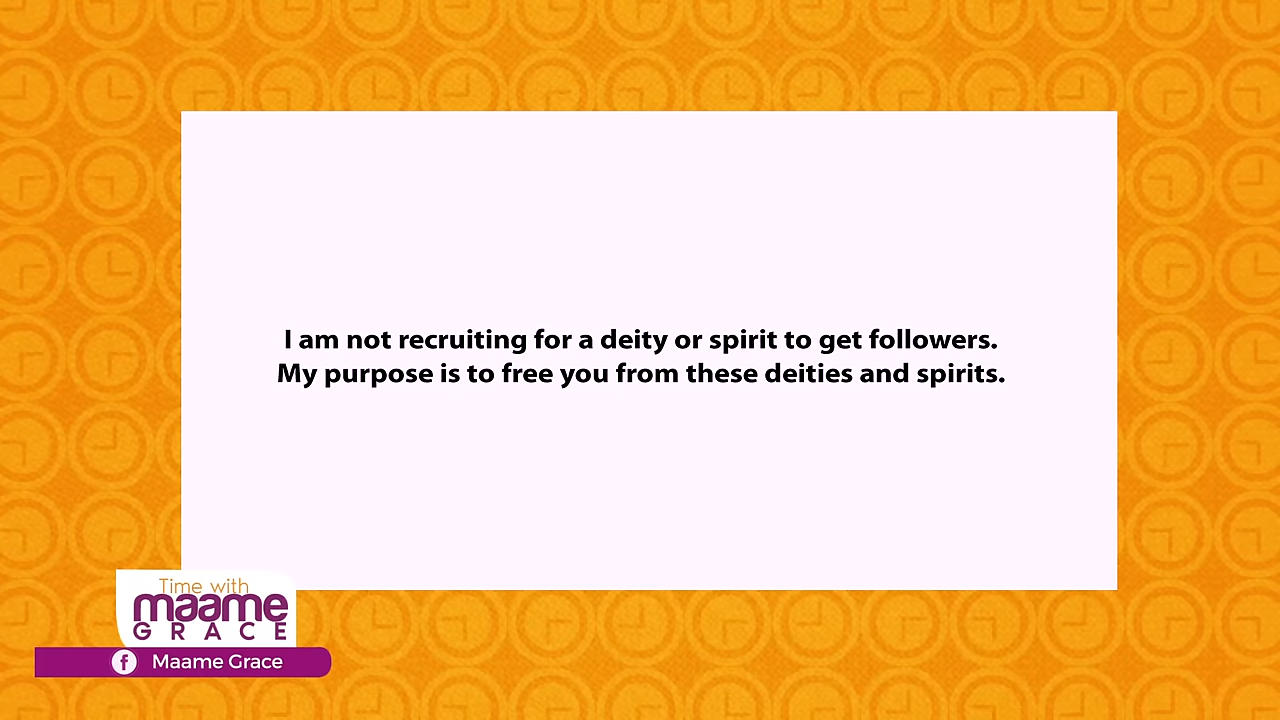 I am not recruiting for a deity or spirit to get followers.
My purpose is to free you from these deities and spirits.
Time with
maame
GRACE
f Maame Grace